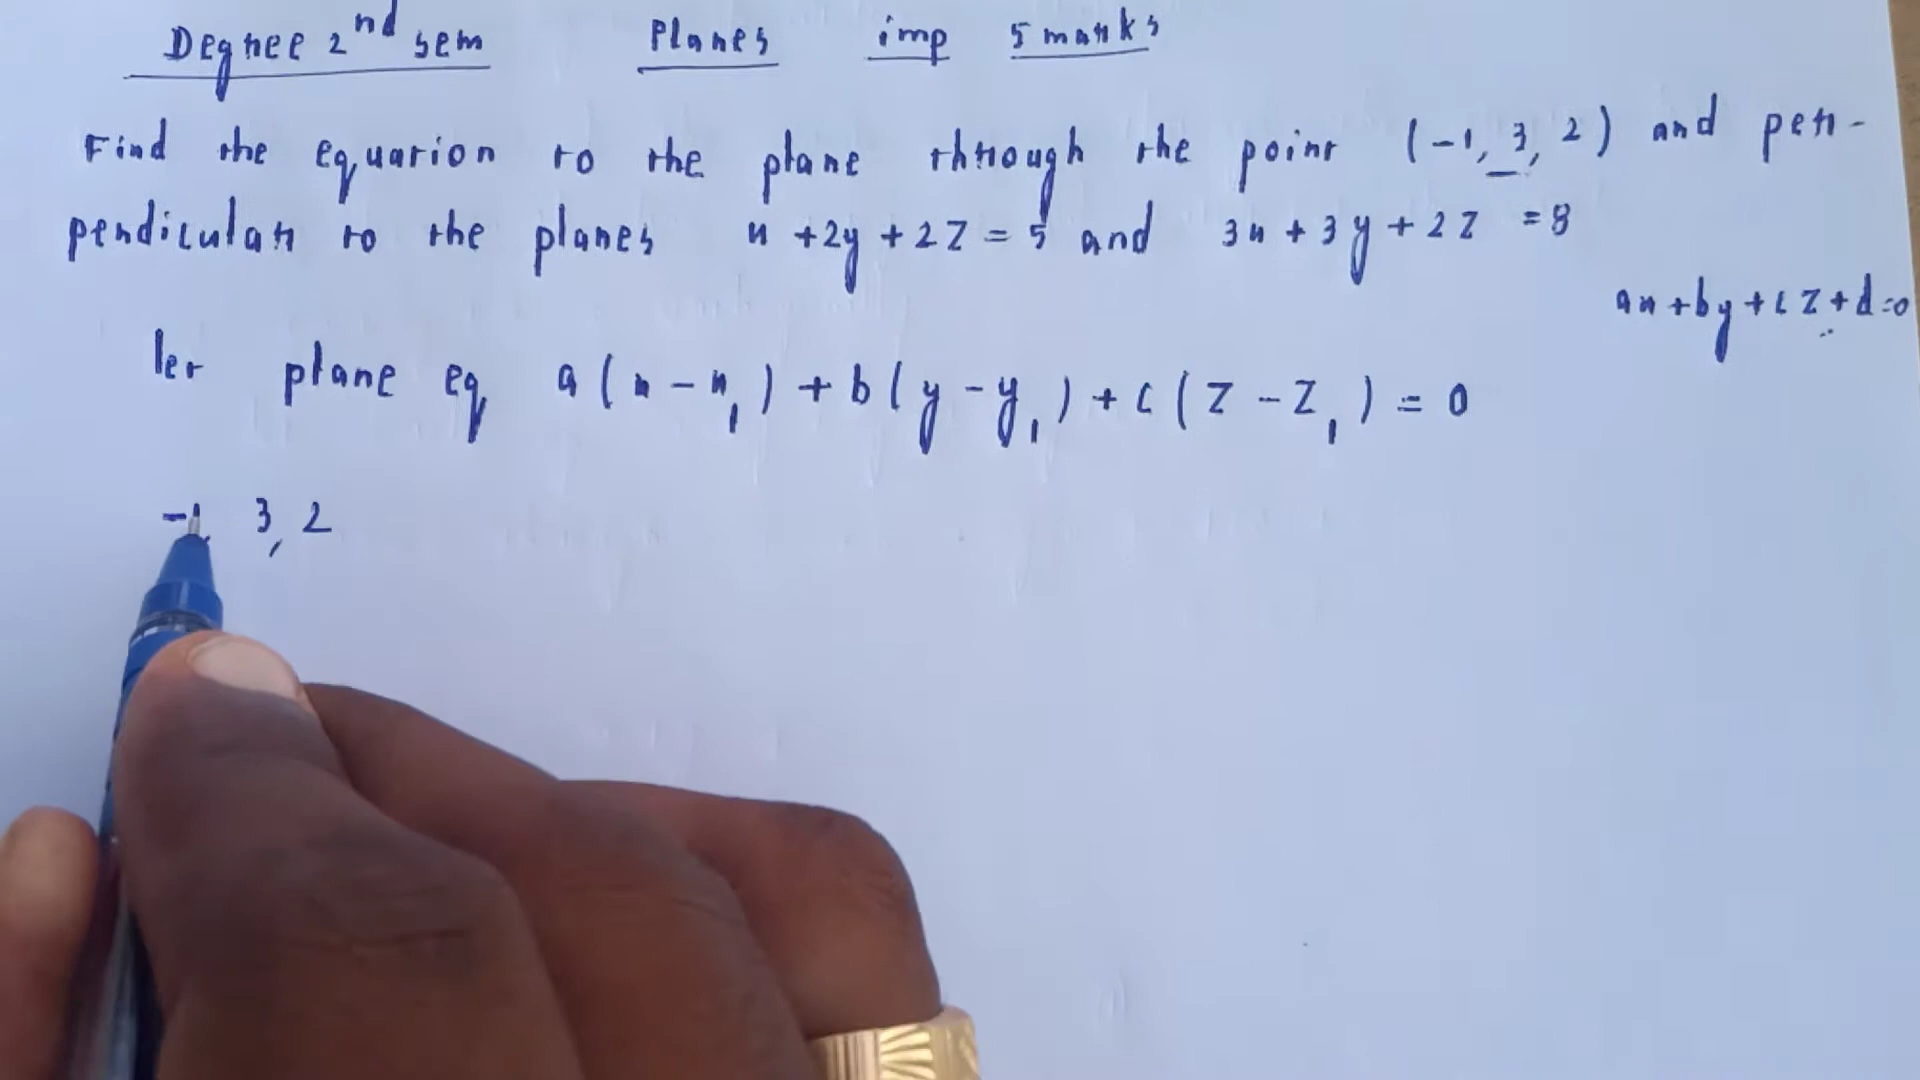 Degree 2nd sem Planes imp 5 marks
Find the equation to the plane through the point (-1, 3, 2) and per-
pendicular to the planes x + 2y + 2z = 5 and 3x + 3y + 2z = 8
ax + by + cz + d = 0
let plane eq a(x - x1) + b(y - y1) + c(z - z1) = 0
-1, 3, 2